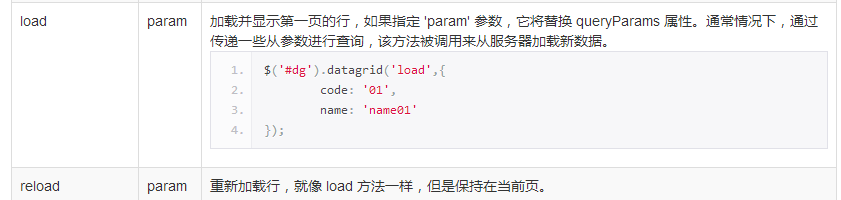 load
param
加载并显示第一页的行，如果指定 'param' 参数，它将替换 queryParams 属性。通常情况下，通过
传递一些从参数进行查询，该方法被调用来从服务器加载新数据。
1. $('#dg').datagrid('load',{
2. code: '01',
3. name: 'name01'
4. });
reload
param
重新加载行，就像 load 方法一样，但是保持在当前页。